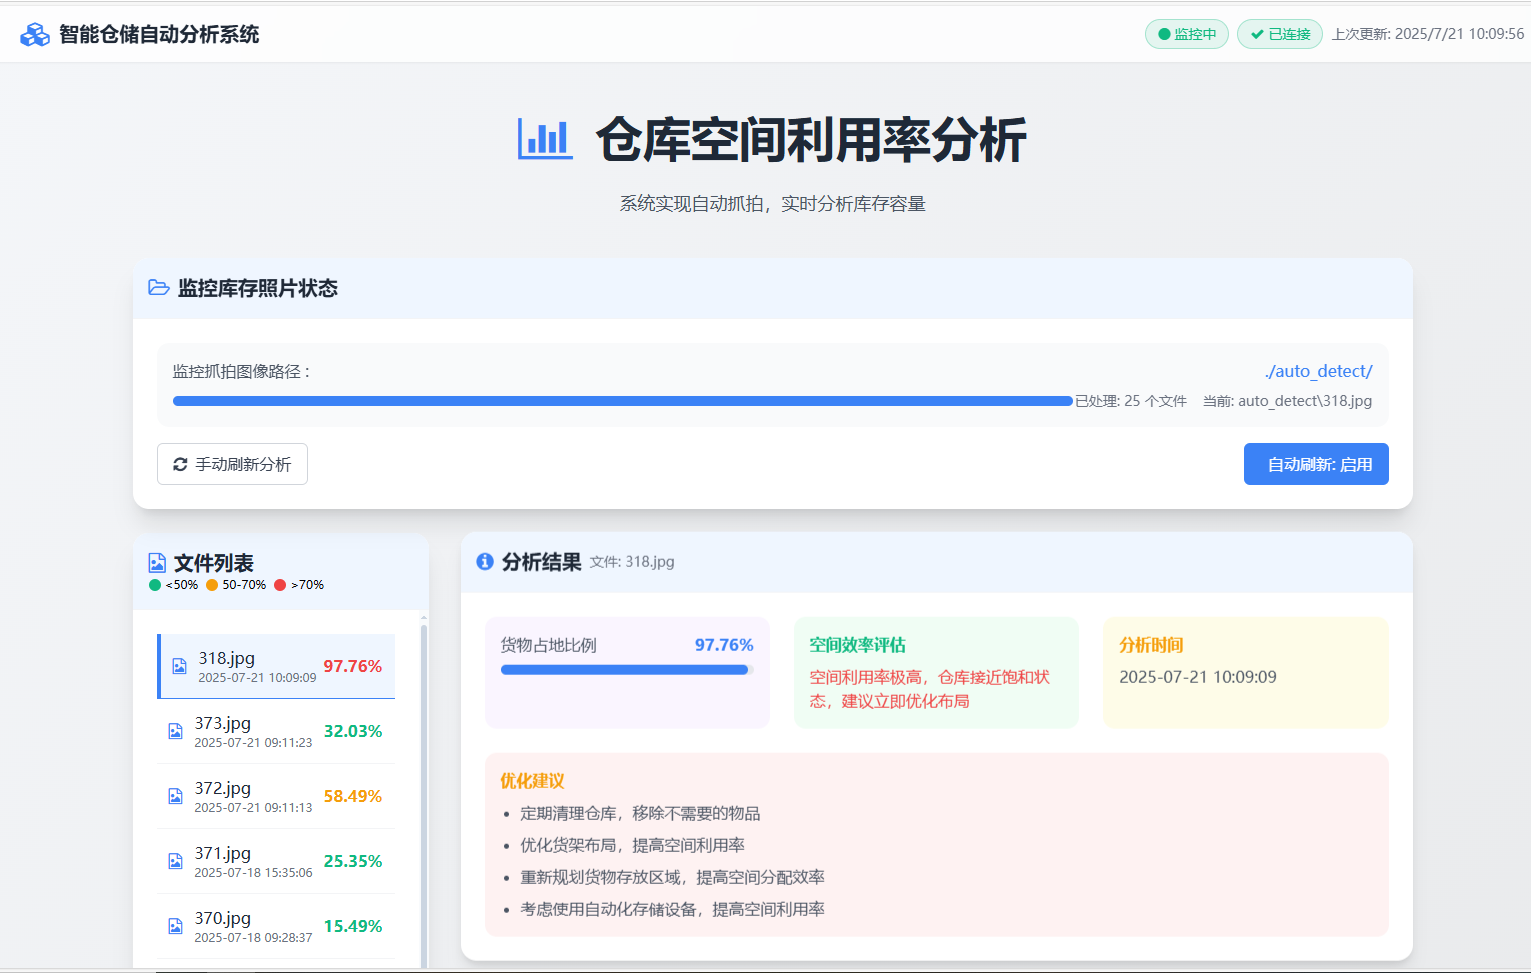 智能仓储自动分析系统
监控中
已连接
上次更新: 2025/7/21 10:09:56
仓库空间利用率分析
系统实现自动抓拍，实时分析库存容量
监控库存照片状态
监控抓拍图像路径：
./auto_detect/
已处理: 25 个文件
当前: auto_detect\318.jpg
手动刷新分析
自动刷新: 启用
文件列表
<50% 50-70% >70%
318.jpg
2025-07-21 10:09:09
97.76%
373.jpg
2025-07-21 09:11:23
32.03%
372.jpg
2025-07-21 09:11:13
58.49%
371.jpg
2025-07-18 15:35:06
25.35%
370.jpg
2025-07-18 09:28:37
15.49%
分析结果 文件: 318.jpg
货物占地比例
97.76%
空间效率评估
空间利用率极高，仓库接近饱和状
态，建议立即优化布局
分析时间
2025-07-21 10:09:09
优化建议
• 定期清理仓库，移除不需要的物品
• 优化货架布局，提高空间利用率
• 重新规划货物存放区域，提高空间分配效率
• 考虑使用自动化存储设备，提高空间利用率